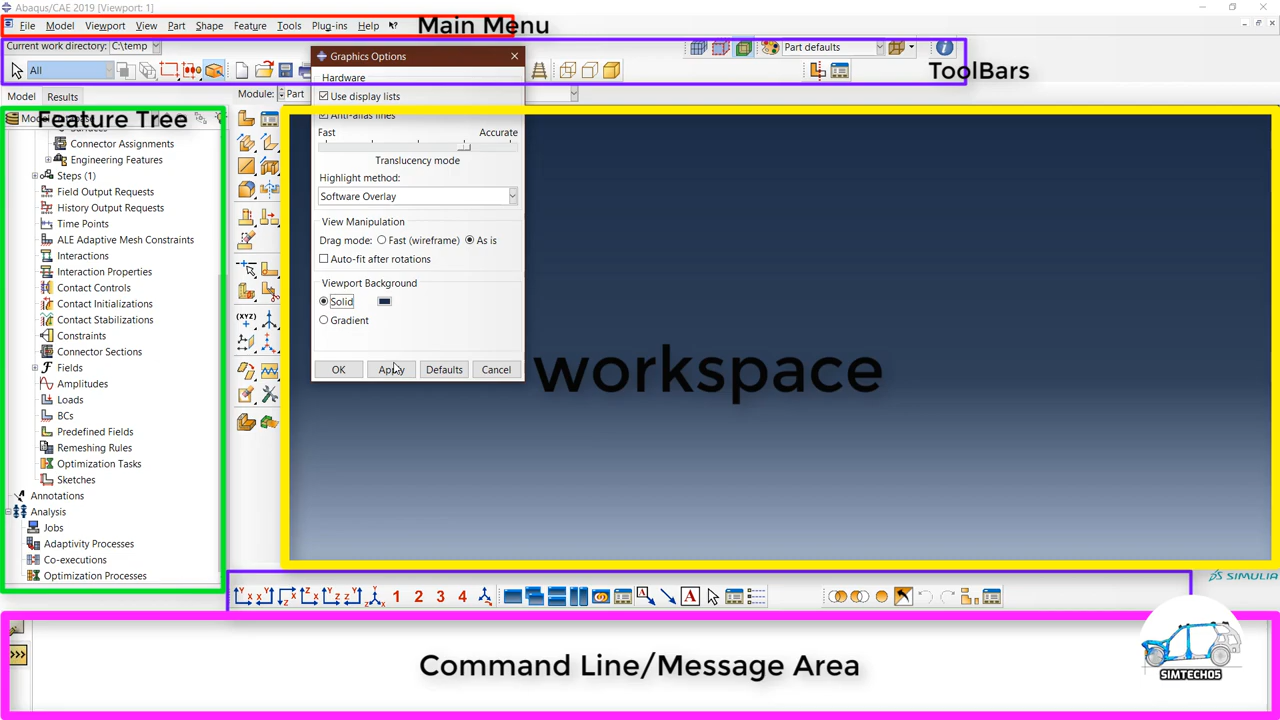 Abaqus/CAE 2019 [Viewport: 1]
File Model Viewport View Part Shape Feature Tools Plug-ins Help
Main Menu
Current work directory: C:\temp
Part defaults
All
ToolBars
Model Results
Module: Part
Feature Tree
Graphics Options
Hardware
Use display lists
Anti-alias lines
Fast Accurate
Translucency mode
Highlight method:
Software Overlay
View Manipulation
Drag mode: Fast (wireframe) As is
Auto-fit after rotations
Viewport Background
Solid
Gradient
OK Apply Defaults Cancel
Connector Assignments
Engineering Features
Steps (1)
Field Output Requests
History Output Requests
Time Points
ALE Adaptive Mesh Constraints
Interactions
Interaction Properties
Contact Controls
Contact Initializations
Contact Stabilizations
Constraints
Connector Sections
Fields
Amplitudes
Loads
BCs
Predefined Fields
Remeshing Rules
Optimization Tasks
Sketches
Annotations
Analysis
Jobs
Adaptivity Processes
Co-executions
Optimization Processes
(XYZ)
workspace
1 2 3 4
A
SIMULIA
>>>
Command Line/Message Area
SIMTECH05